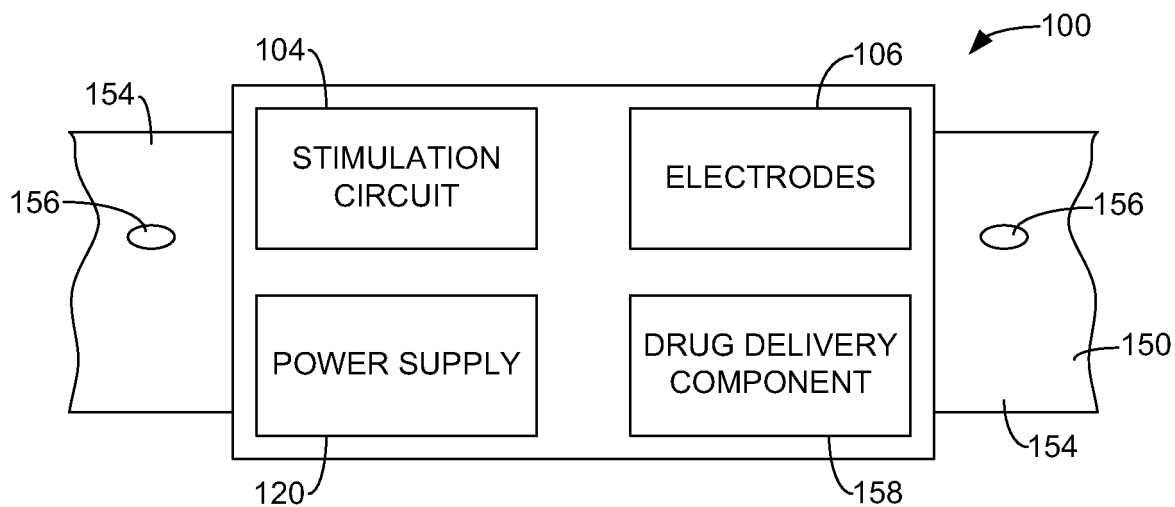 100
104
106
154
STIMULATION
CIRCUIT
ELECTRODES
156
156
POWER SUPPLY
DRUG DELIVERY
COMPONENT
150
154
120
158